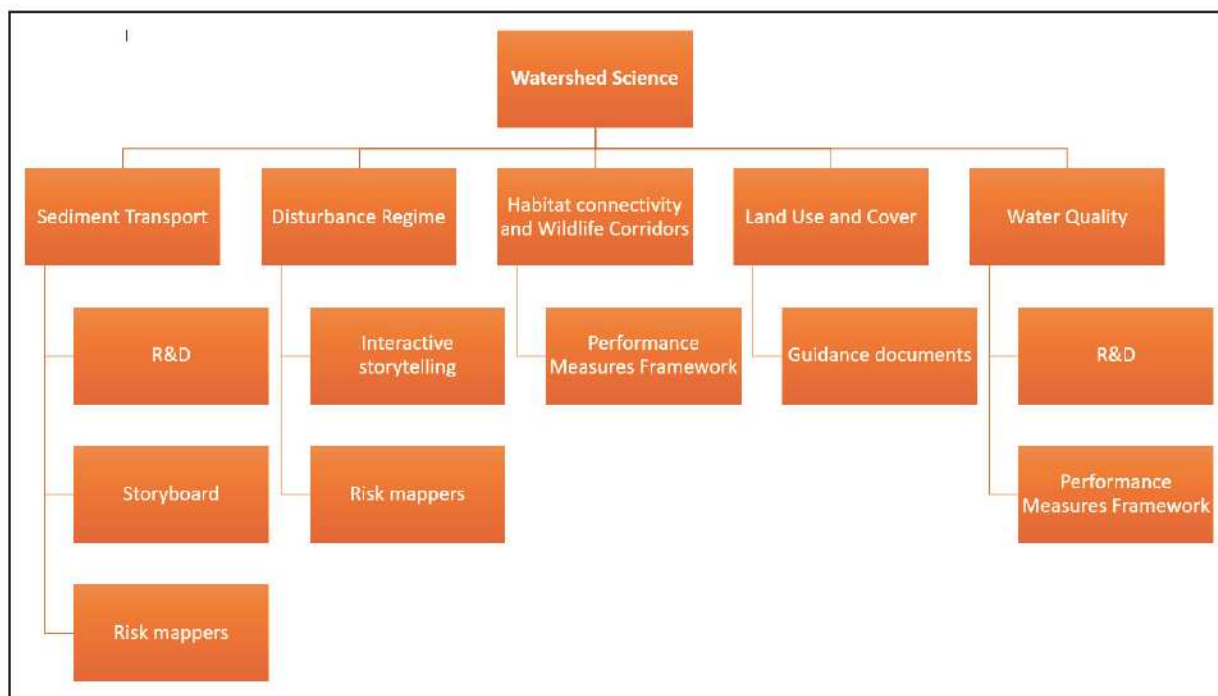 Watershed Science
Sediment Transport
Disturbance Regime
Habitat connectivity
and Wildlife Corridors
Land Use and Cover
Water Quality
R&D
Interactive
storytelling
Performance
Measures Framework
Guidance documents
R&D
Storyboard
Risk mappers
Performance
Measures Framework
Risk mappers